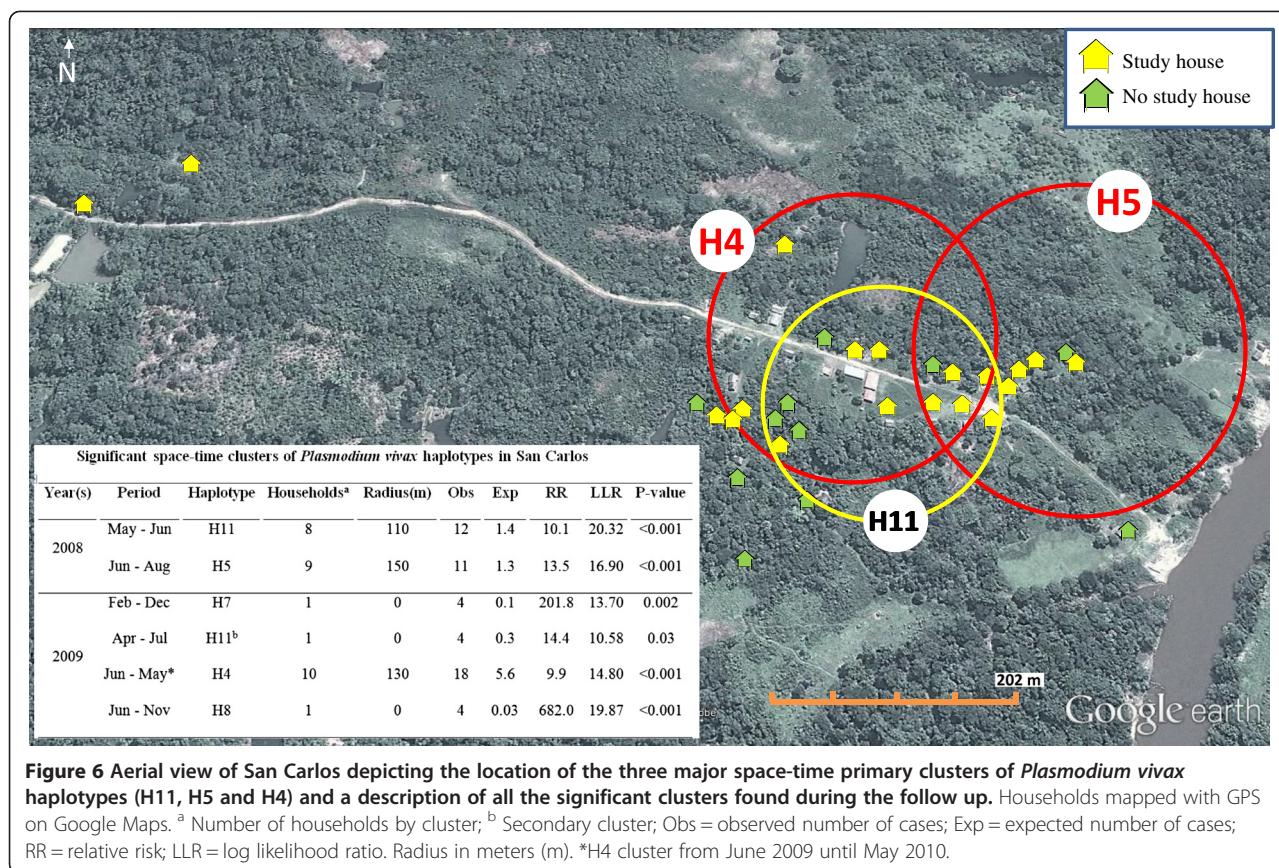 N
Study house
No study house
H5
H4
H11
Significant space-time clusters of Plasmodium vivax haplotypes in San Carlos
Year(s) Period Haplotype Householdsᵃ Radius(m) Obs Exp RR LLR P-value
2008
May - Jun H11 8 110 12 1.4 10.1 20.32 <0.001
Jun - Aug H5 9 150 11 1.3 13.5 16.90 <0.001
2009
Feb - Dec H7 1 0 4 0.1 201.8 13.70 0.002
Apr - Jul H11ᵇ 1 0 4 0.3 14.4 10.58 0.03
Jun - May* H4 10 130 18 5.6 9.9 14.80 <0.001
Jun - Nov H8 1 0 4 0.03 682.0 19.87 <0.001
202 m
Google earth
Figure 6 Aerial view of San Carlos depicting the location of the three major space-time primary clusters of Plasmodium vivax
haplotypes (H11, H5 and H4) and a description of all the significant clusters found during the follow up. Households mapped with GPS
on Google Maps. ᵃ Number of households by cluster; ᵇ Secondary cluster; Obs = observed number of cases; Exp = expected number of cases;
RR = relative risk; LLR = log likelihood ratio. Radius in meters (m). *H4 cluster from June 2009 until May 2010.